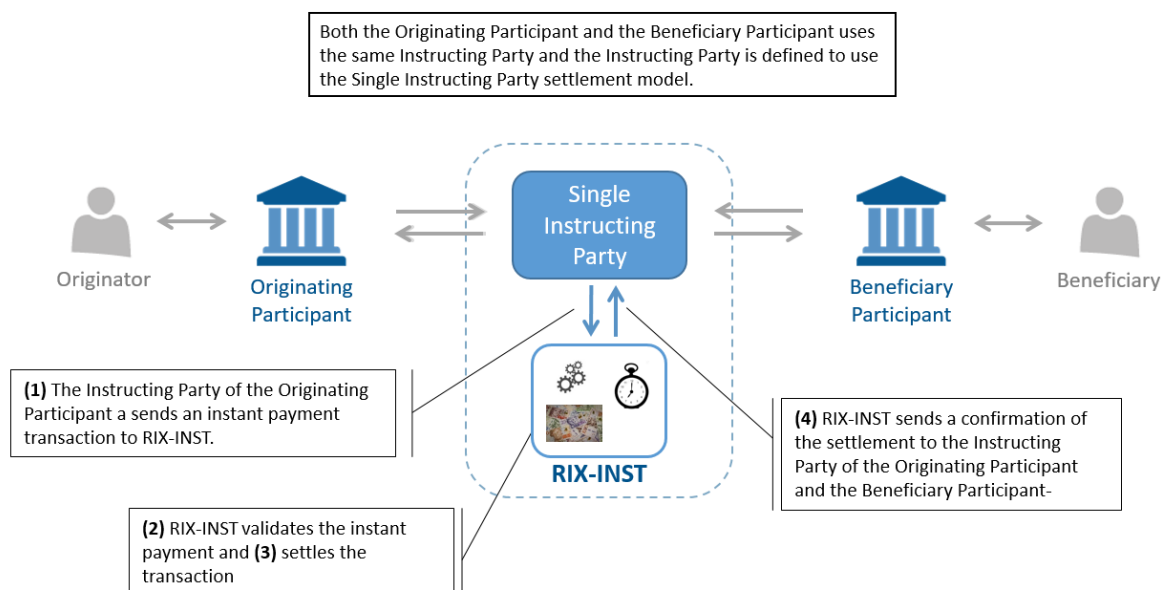 Both the Originating Participant and the Beneficiary Participant uses
the same Instructing Party and the Instructing Party is defined to use
the Single Instructing Party settlement model.
Single
Instructing
Party
Originator
Originating
Participant
Beneficiary
Participant
Beneficiary
(1) The Instructing Party of the Originating
Participant a sends an instant payment
transaction to RIX-INST.
RIX-INST
(4) RIX-INST sends a confirmation of
the settlement to the Instructing
Party of the Originating Participant
and the Beneficiary Participant-
(2) RIX-INST validates the instant
payment and (3) settles the
transaction